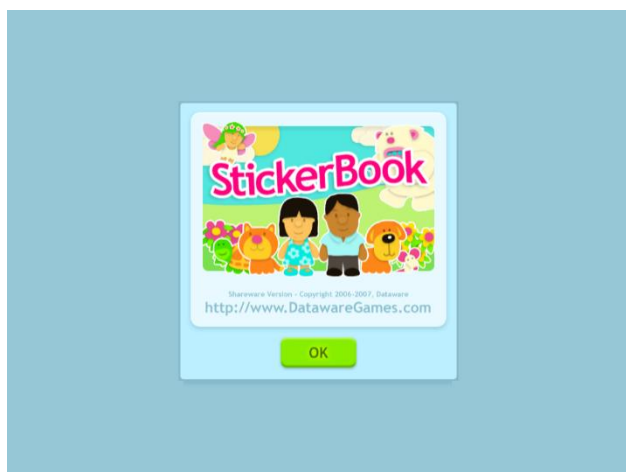 StickerBook
Shareware Version - Copyright 2006-2007, Dataware
http://www.DatawareGames.com
OK